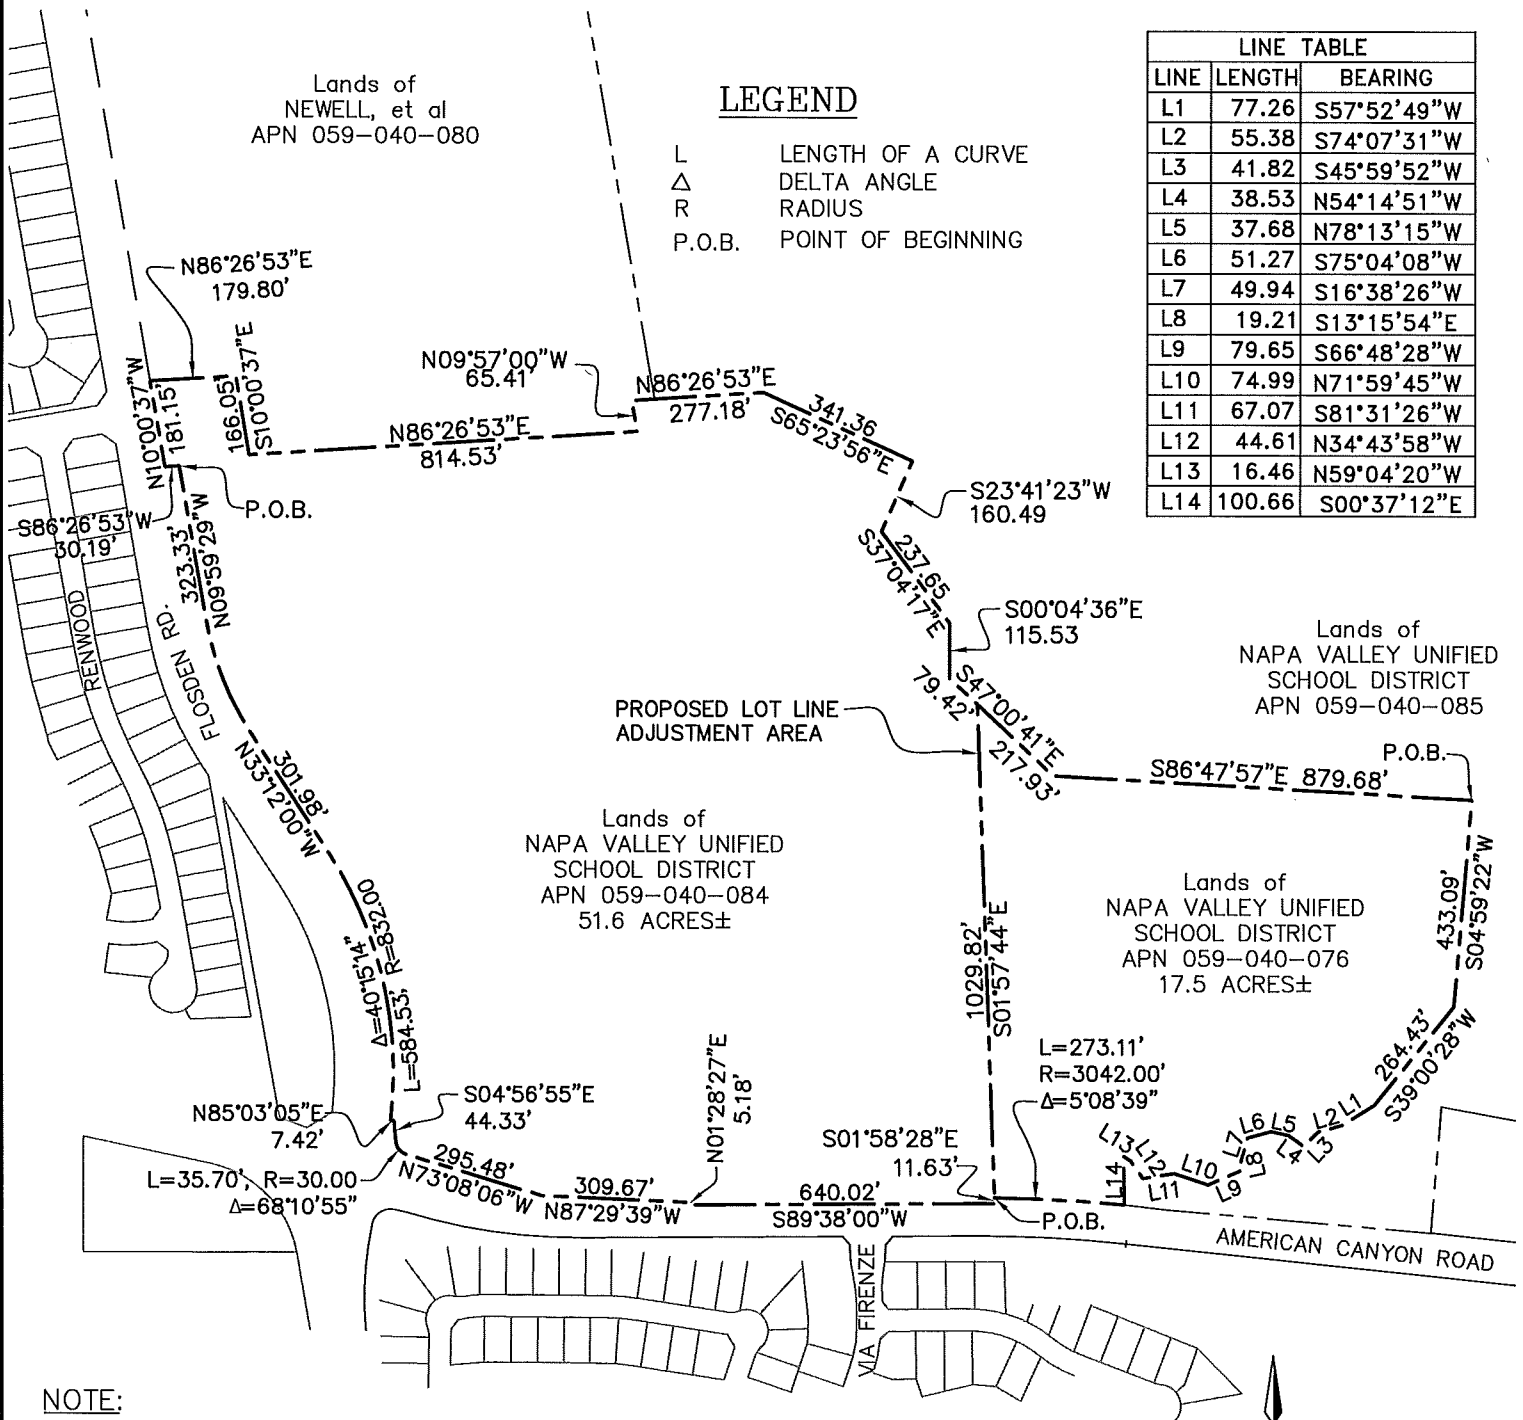 Lands of
NEWELL, et al
APN 059-040-080
LEGEND
L LENGTH OF A CURVE
Δ DELTA ANGLE
R RADIUS
P.O.B. POINT OF BEGINNING
LINE TABLE
LINE LENGTH BEARING
L1 77.26 S57°52'49"W
L2 55.38 S74°07'31"W
L3 41.82 S45°59'52"W
L4 38.53 N54°14'51"W
L5 37.68 N78°13'15"W
L6 51.27 S75°04'08"W
L7 49.94 S16°38'26"W
L8 19.21 S13°15'54"E
L9 79.65 S66°48'28"W
L10 74.99 N71°59'45"W
L11 67.07 S81°31'26"W
L12 44.61 N34°43'58"W
L13 16.46 N59°04'20"W
L14 100.66 S00°37'12"E
N86°26'53"E
179.80'
N10°00'37"W
181.15'
166.05'
S10°00'37"E
N09°57'00"W
65.41'
N86°26'53"E
277.18'
N86°26'53"E
814.53'
341.36
S65°23'56"E
S23°41'23"W
160.49
237.65
S37°04'17"E
S00°04'36"E
115.53
S86°26'53"W
30.19'
P.O.B.
323.33'
N09°59'29"W
RENWOOD
FLOSDEN RD.
79.42'
S47°00'41"E
217.93'
PROPOSED LOT LINE
ADJUSTMENT AREA
Lands of
NAPA VALLEY UNIFIED
SCHOOL DISTRICT
APN 059-040-085
P.O.B.
S86°47'57"E 879.68'
301.98'
N33°12'00"W
Lands of
NAPA VALLEY UNIFIED
SCHOOL DISTRICT
APN 059-040-084
51.6 ACRES±
Lands of
NAPA VALLEY UNIFIED
SCHOOL DISTRICT
APN 059-040-076
17.5 ACRES±
433.09'
S04°59'22"W
1029.82'
S01°57'44"E
Δ=40°15'14"
L=584.53', R=832.00
264.43'
S39°00'28"W
L=273.11'
R=3042.00'
Δ=5°08'39"
N85°03'05"E
7.42'
S04°56'55"E
44.33'
N01°28'27"E
5.18'
S01°58'28"E
11.63'
L=35.70', R=30.00
Δ=68°10'55"
295.48'
N73°08'06"W
309.67'
N87°29'39"W
640.02'
S89°38'00"W
P.O.B.
L14
L13
L12
L11
L10
L9
L8
L7
L6
L5
L4
L3
L2
L1
AMERICAN CANYON ROAD
VIA FIRENZE
NOTE: